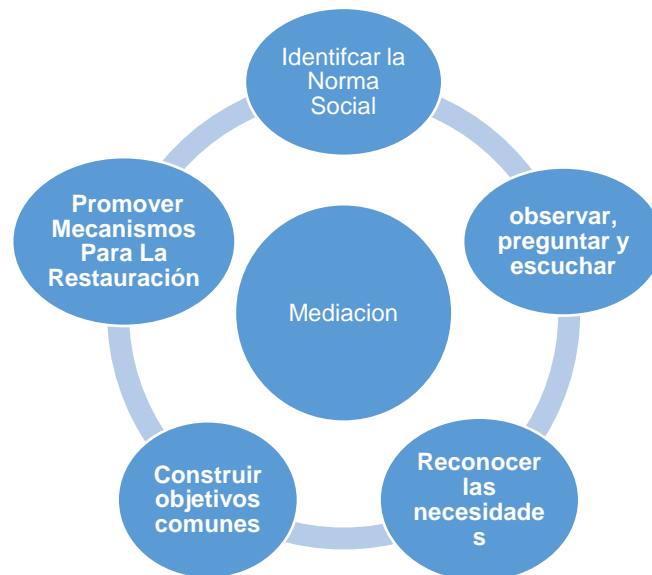 Identifcar la
Norma
Social
observar,
preguntar y
escuchar
Reconocer
las
necesidade
s
Construir
objetivos
comunes
Promover
Mecanismos
Para La
Restauración
Mediacion